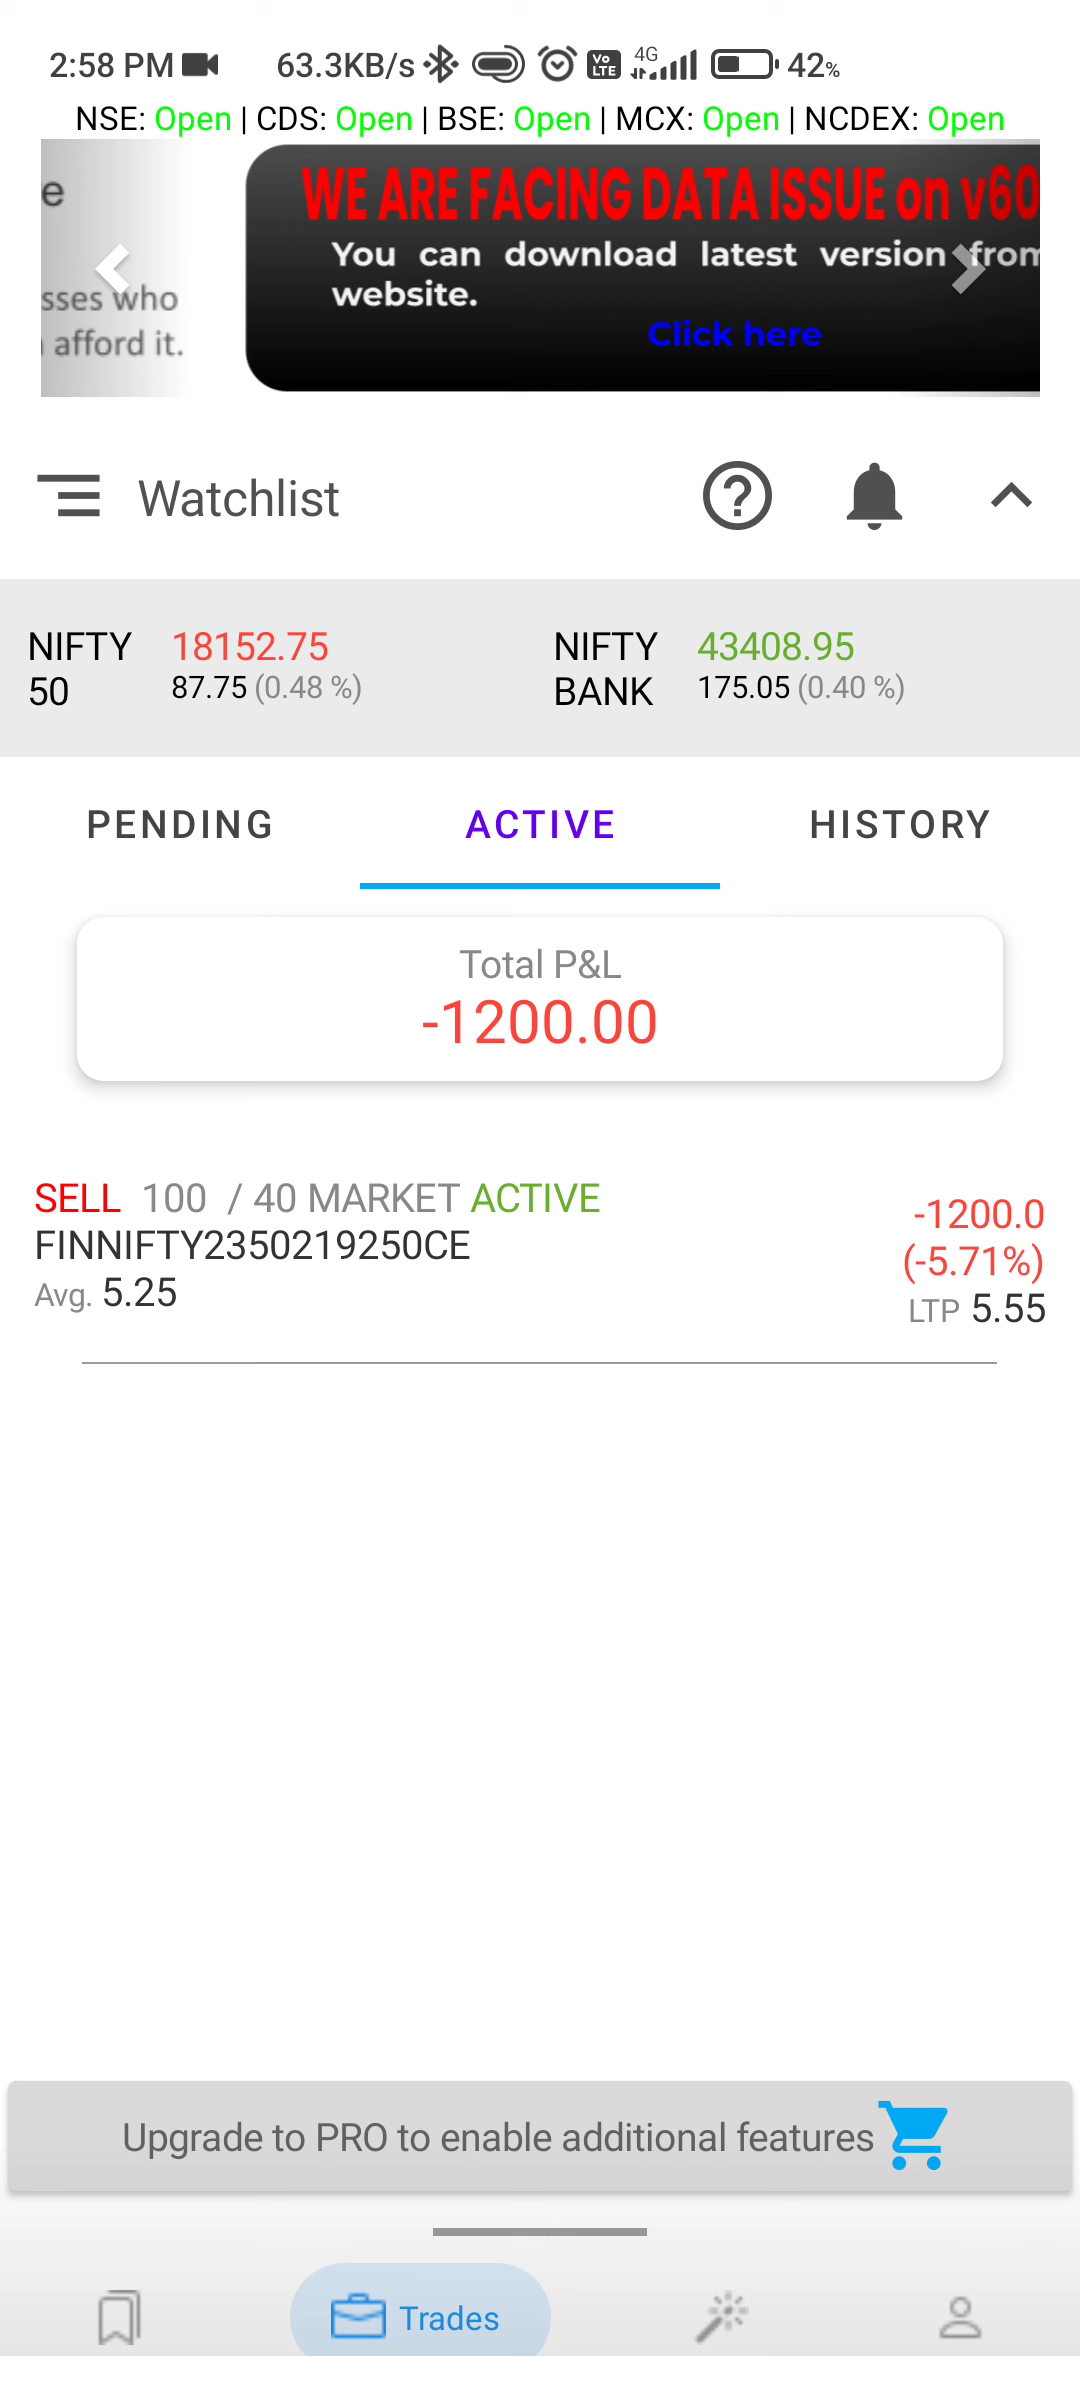 2:58 PM 63.3KB/s Vo LTE 4G 42%
NSE: Open | CDS: Open | BSE: Open | MCX: Open | NCDEX: Open
e
sses who
afford it.
WE ARE FACING DATA ISSUE on v60
You can download latest version from
website.
Click here
Watchlist
NIFTY 50 18152.75
87.75 (0.48 %)
NIFTY BANK 43408.95
175.05 (0.40 %)
PENDING ACTIVE HISTORY
Total P&L
-1200.00
SELL 100 / 40 MARKET ACTIVE
FINNIFTY2350219250CE
Avg. 5.25
-1200.0
(-5.71%)
LTP 5.55
Upgrade to PRO to enable additional features
Trades